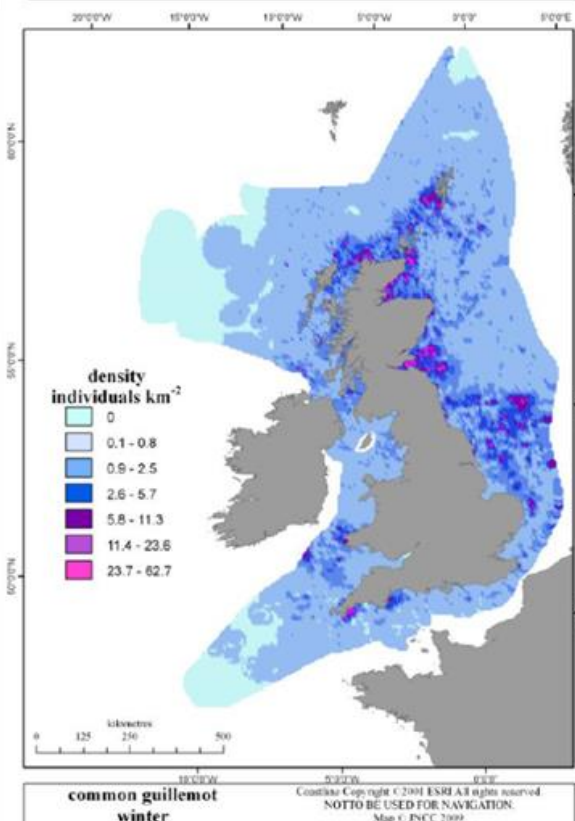 20°0'0"W 15°0'0"W 10°0'0"W 5°0'0"W 0°0'0" 5°0'0"E
60°0'0"N
55°0'0"N
50°0'0"N
density
individuals km-2
0
0.1 - 0.8
0.9 - 2.5
2.6 - 5.7
5.8 - 11.3
11.4 - 23.6
23.7 - 62.7
kilometres
0 125 250 500
10°0'0"W 5°0'0"W 0°0'0"
common guillemot
winter
Coastline Copyright ©2001 ESRI All rights reserved
NOT TO BE USED FOR NAVIGATION.
Map © JNCC 2009